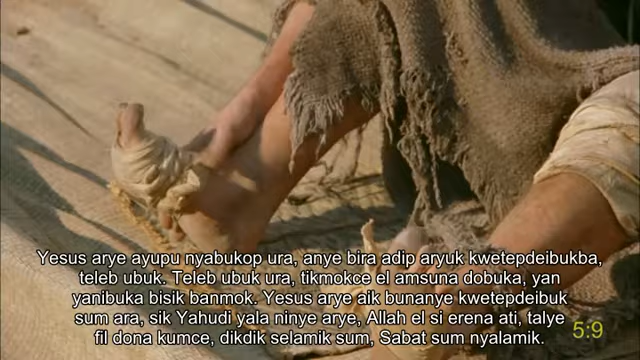 Yesus arye ayupu nyabukop ura, anye bira adip aryuk kwetepdeibukba,
teleb ubuk. Teleb ubuk ura, tikmokce el amsuna dobuka, yan
yanibuka bisik banmok. Yesus arye aik bunanye kwetepdeibuk
sum ara, sik Yahudi yala ninye arye, Allah el si erena ati, talye
fil dona kumce, dikdik selamik sum, Sabat sum nyalamik.
5:9